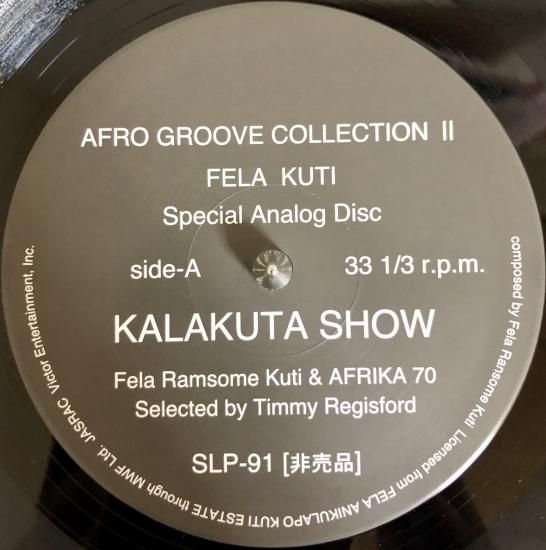 AFRO GROOVE COLLECTION II
FELA KUTI
Special Analog Disc
side-A
33 1/3 r.p.m.
KALAKUTA SHOW
Fela Ramsome Kuti & AFRIKA 70
Selected by Timmy Regisford
SLP-91 [非売品]
composed by Fela Ransome Kuti Licensed from FELA ANIKULAPO KUTI ESTATE through MWF Ltd. JASRAC Victor Entertainment, Inc.